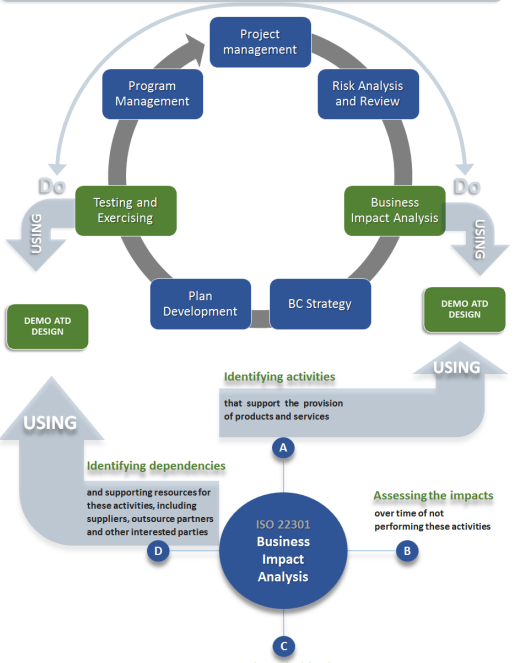 Project
management
Program
Management
Risk Analysis
and Review
Do
Do
Testing and
Exercising
Business
Impact Analysis
USING
USING
Plan
Development
BC Strategy
DEMO ATD
DESIGN
DEMO ATD
DESIGN
USING
Identifying activities
that support the provision
of products and services
USING
A
Identifying dependencies
and supporting resources for
these activities, including
suppliers, outsource partners
and other interested parties
D
ISO 22301
Business
Impact
Analysis
Assessing the impacts
over time of not
performing these activities
B
C